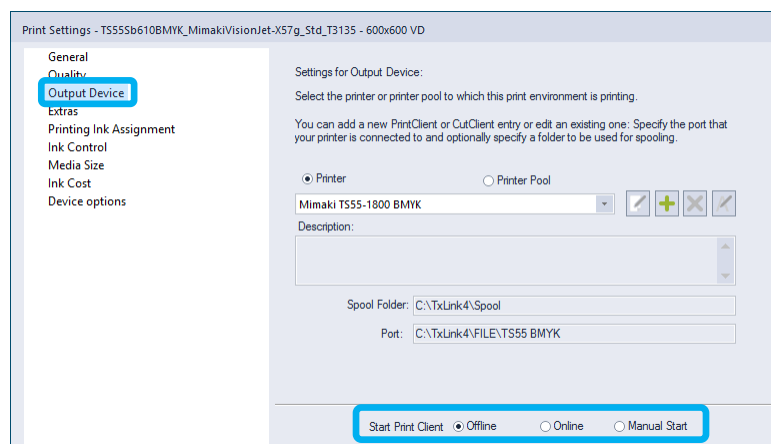 Print Settings - TS55Sb610BMYK_MimakiVisionJet-X57g_Std_T3135 - 600x600 VD
General
Quality
Output Device
Extras
Printing Ink Assignment
Ink Control
Media Size
Ink Cost
Device options
Settings for Output Device:
Select the printer or printer pool to which this print environment is printing.
You can add a new PrintClient or CutClient entry or edit an existing one: Specify the port that
your printer is connected to and optionally specify a folder to be used for spooling.
Printer Printer Pool
Mimaki TS55-1800 BMYK
Description:
Spool Folder: C:\TxLink4\Spool
Port: C:\TxLink4\FILE\TS55 BMYK
Start Print Client Offline Online Manual Start